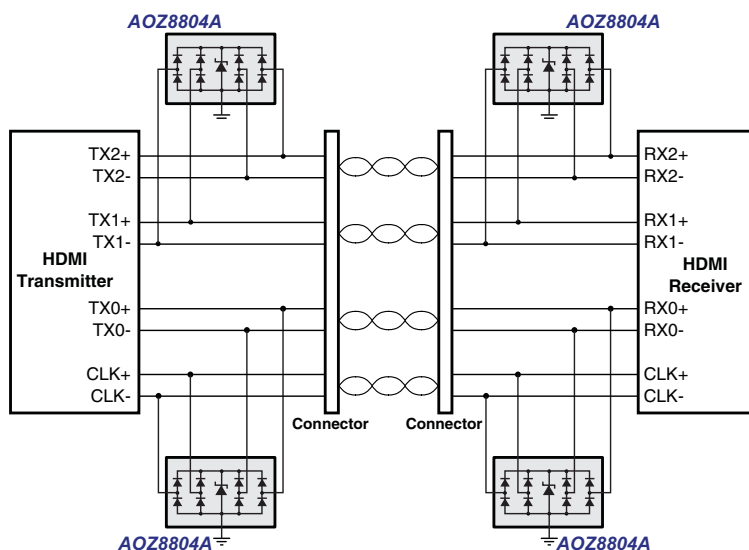 AOZ8804A
AOZ8804A
TX2+
TX2-
TX1+
TX1-
HDMI
Transmitter
TX0+
TX0-
CLK+
CLK-
Connector
Connector
RX2+
RX2-
RX1+
RX1-
HDMI
Receiver
RX0+
RX0-
CLK+
CLK-
AOZ8804A
AOZ8804A